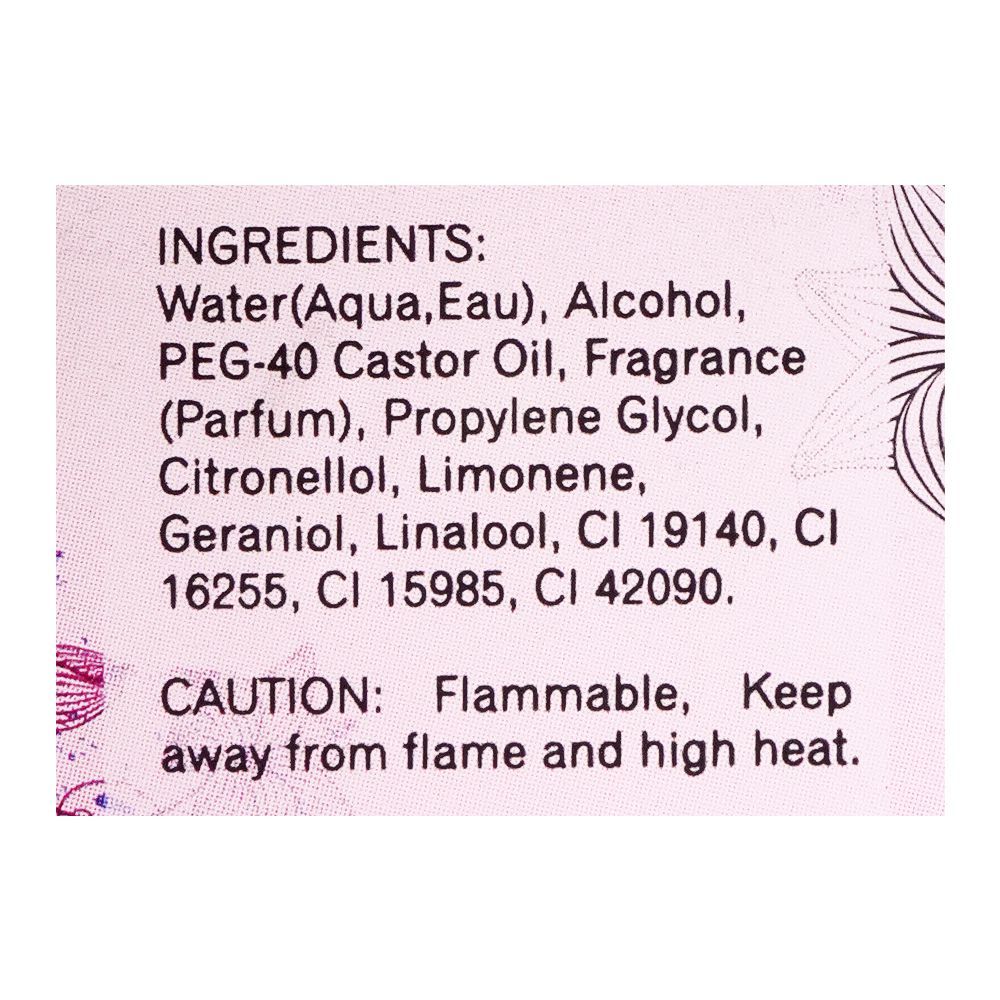 INGREDIENTS:
Water(Aqua,Eau), Alcohol,
PEG-40 Castor Oil, Fragrance
(Parfum), Propylene Glycol,
Citronellol, Limonene,
Geraniol, Linalool, CI 19140, CI
16255, CI 15985, CI 42090.
CAUTION: Flammable, Keep
away from flame and high heat.